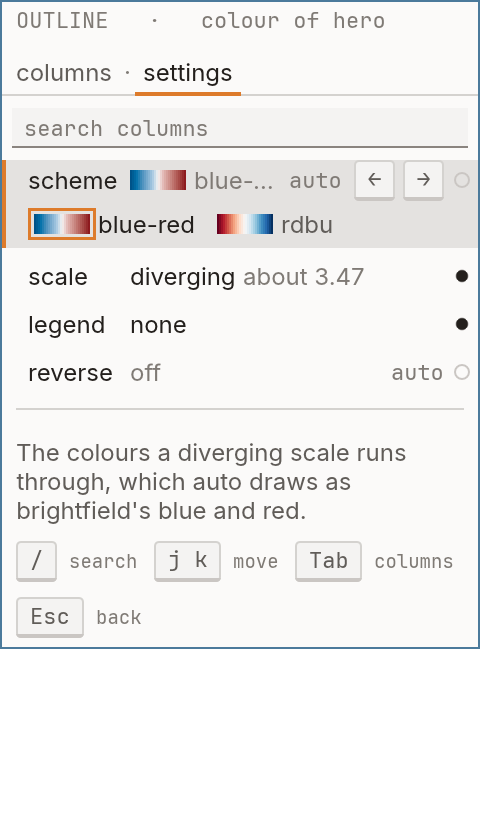 OUTLINE · colour of hero
columns · settings
search columns
scheme blue-... auto ← →
blue-red rdbu
scale diverging about 3.47
legend none
reverse off auto
The colours a diverging scale runs
through, which auto draws as
brightfield's blue and red.
/ search j k move Tab columns
Esc back